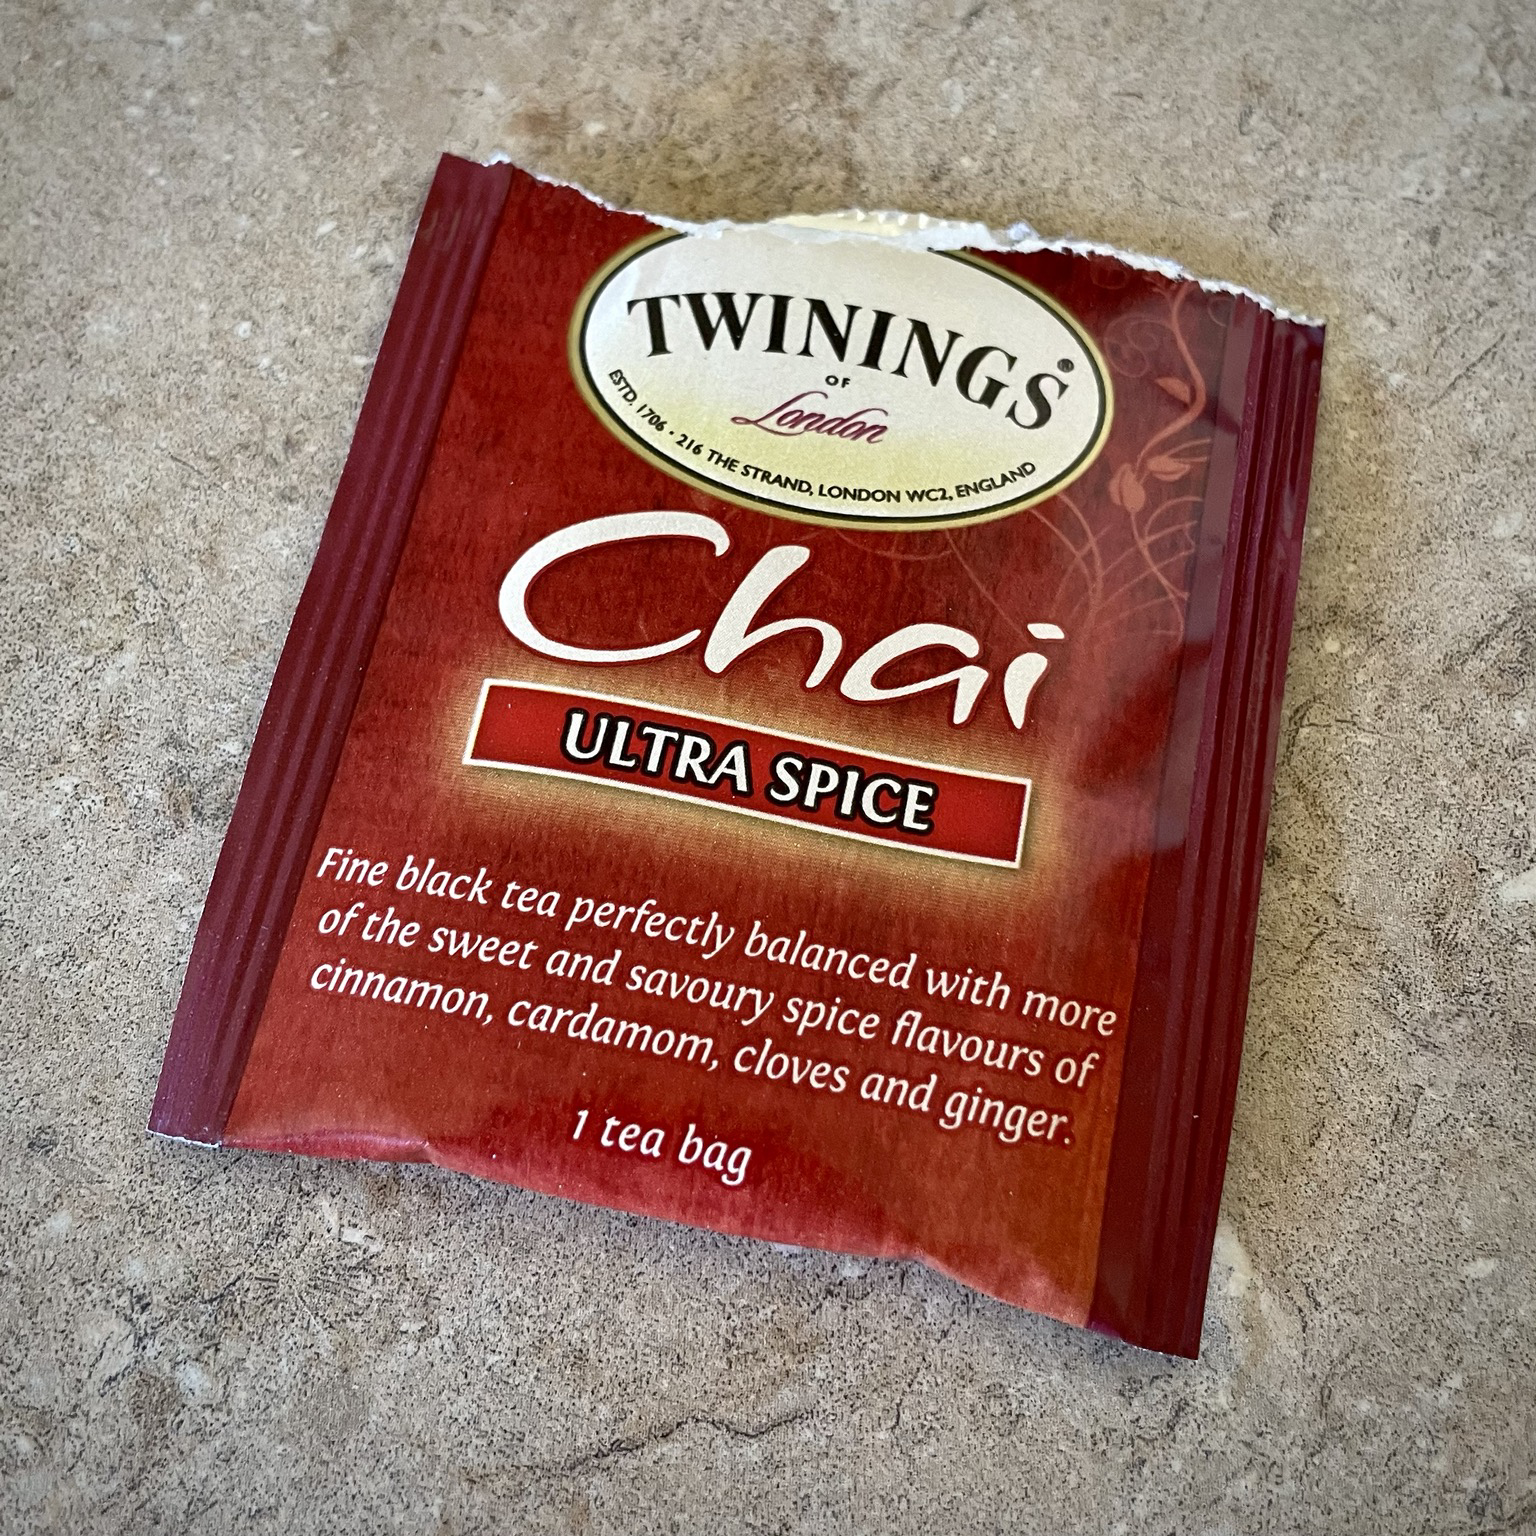 TWININGS®
OF
London
ESTD. 1706 • 216 THE STRAND, LONDON WC2, ENGLAND
Chai
ULTRA SPICE
Fine black tea perfectly balanced with more
of the sweet and savoury spice flavours of
cinnamon, cardamom, cloves and ginger.
1 tea bag